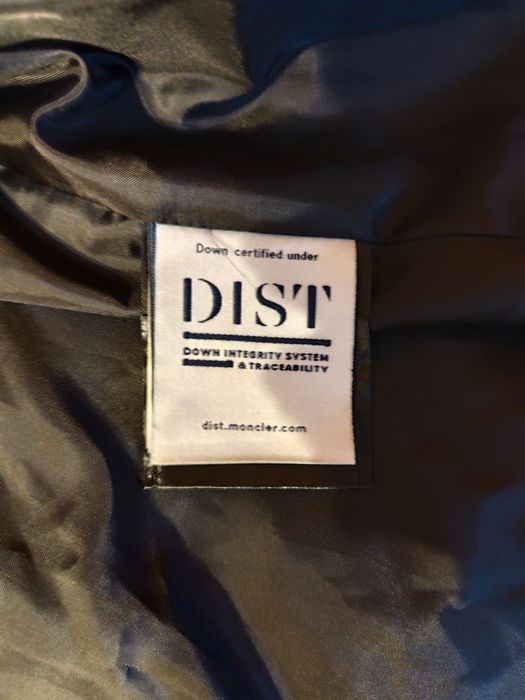 Down certified under
DIST
DOWN INTEGRITY SYSTEM
& TRACEABILITY
dist.moncler.com